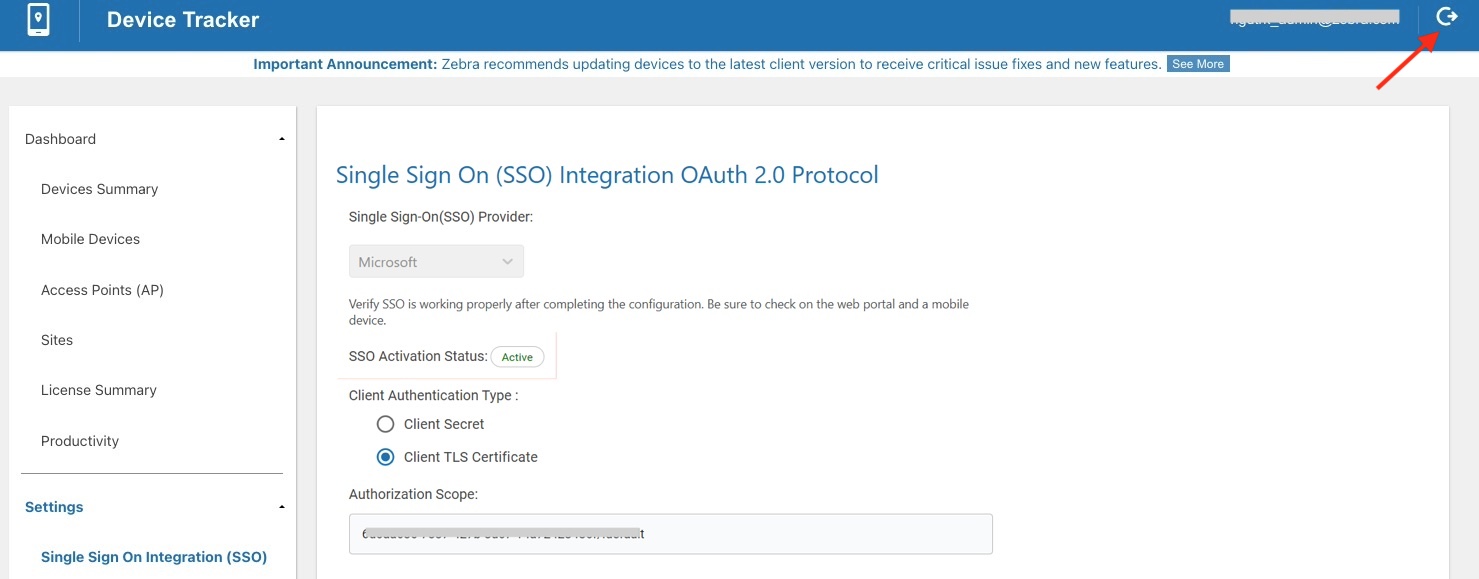 Device Tracker
Important Announcement: Zebra recommends updating devices to the latest client version to receive critical issue fixes and new features. See More
Dashboard
Devices Summary
Mobile Devices
Access Points (AP)
Sites
License Summary
Productivity
Settings
Single Sign On Integration (SSO)
Single Sign On (SSO) Integration OAuth 2.0 Protocol
Single Sign-On(SSO) Provider:
Microsoft
Verify SSO is working properly after completing the configuration. Be sure to check on the web portal and a mobile
device.
SSO Activation Status: Active
Client Authentication Type :
Client Secret
Client TLS Certificate
Authorization Scope: